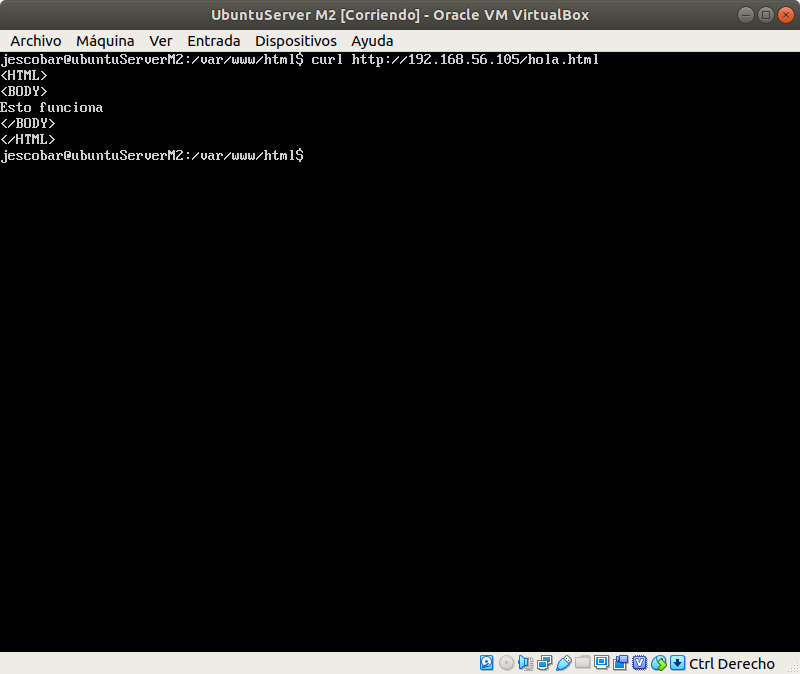 UbuntuServer M2 [Corriendo] - Oracle VM VirtualBox
Archivo Máquina Ver Entrada Dispositivos Ayuda
jescobar@ubuntuServerM2:/var/www/html$ curl http://192.168.56.105/hola.html
<HTML>
<BODY>
Esto funciona
</BODY>
</HTML>
jescobar@ubuntuServerM2:/var/www/html$
Ctrl Derecho